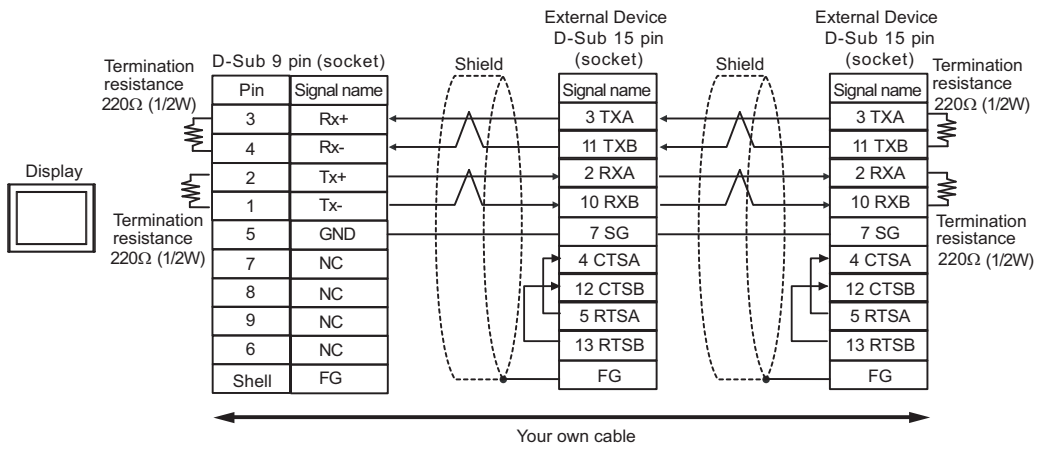 External Device
D-Sub 15 pin
(socket)
External Device
D-Sub 15 pin
(socket)
D-Sub 9 pin (socket)
Shield
Shield
Termination
resistance
220Ω (1/2W)
Termination
resistance
220Ω (1/2W)
Pin Signal name
Signal name
Signal name
3 Rx+
3 TXA
3 TXA
4 Rx-
11 TXB
11 TXB
Display
2 Tx+
2 RXA
2 RXA
1 Tx-
10 RXB
10 RXB
Termination
resistance
220Ω (1/2W)
Termination
resistance
220Ω (1/2W)
5 GND
7 SG
7 SG
7 NC
4 CTSA
4 CTSA
8 NC
12 CTSB
12 CTSB
9 NC
5 RTSA
5 RTSA
6 NC
13 RTSB
13 RTSB
Shell FG
FG
FG
Your own cable